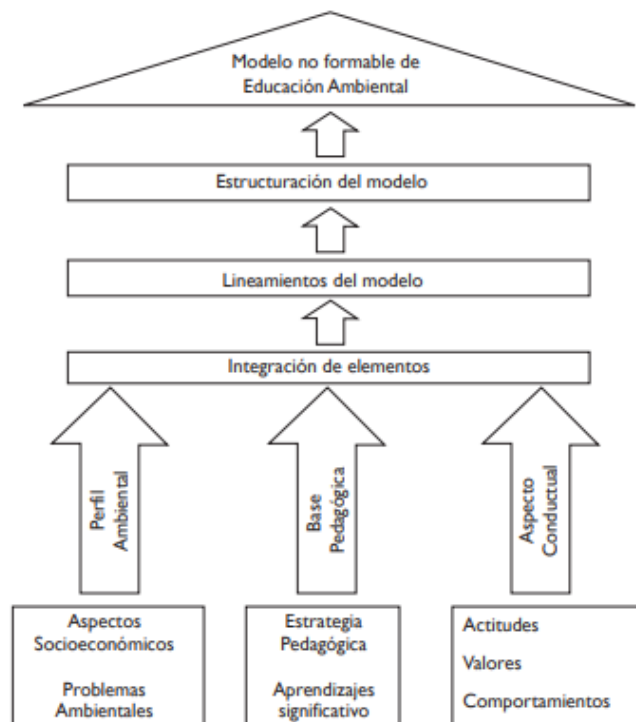 Modelo no formable de
Educación Ambiental
Estructuración del modelo
Lineamientos del modelo
Integración de elementos
Perfil
Ambiental
Base
Pedagógica
Aspecto
Conductual
Aspectos
Socioeconómicos
Problemas
Ambientales
Estrategia
Pedagógica
Aprendizajes
significativo
Actitudes
Valores
Comportamientos